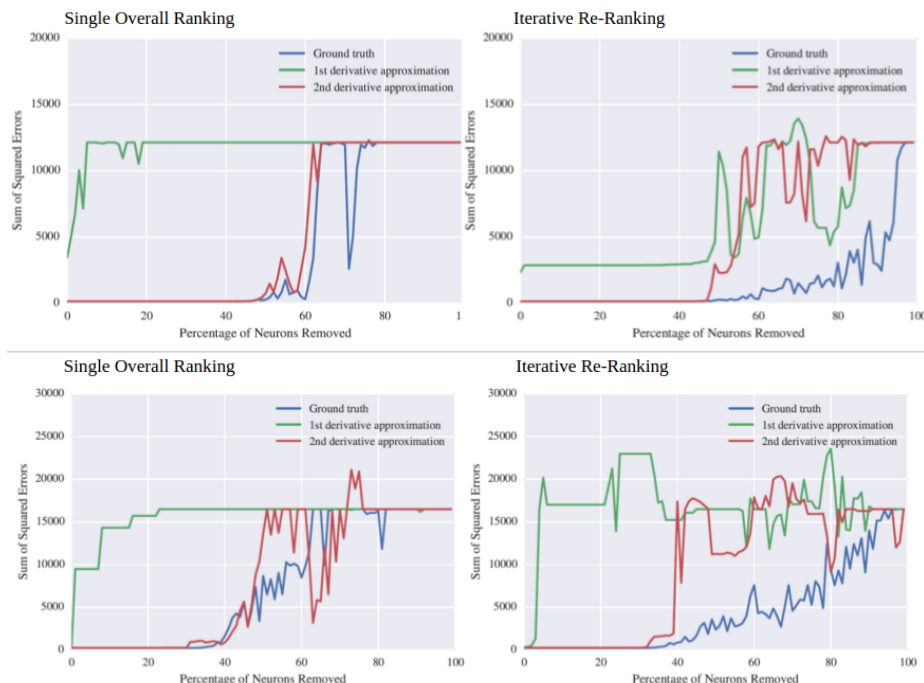 Single Overall Ranking
20000
15000
10000
5000
0
Sum of Squared Errors
Ground truth
1st derivative approximation
2nd derivative approximation
0 20 40 60 80 1
Percentage of Neurons Removed
Iterative Re-Ranking
20000
15000
10000
5000
0
Sum of Squared Errors
Ground truth
1st derivative approximation
2nd derivative approximation
0 20 40 60 80 100
Percentage of Neurons Removed
Single Overall Ranking
30000
25000
20000
15000
10000
5000
0
Sum of Squared Errors
Ground truth
1st derivative approximation
2nd derivative approximation
0 20 40 60 80 100
Percentage of Neurons Removed
Iterative Re-Ranking
30000
25000
20000
15000
10000
5000
0
Sum of Squared Errors
Ground truth
1st derivative approximation
2nd derivative approximation
0 20 40 60 80 100
Percentage of Neurons Removed